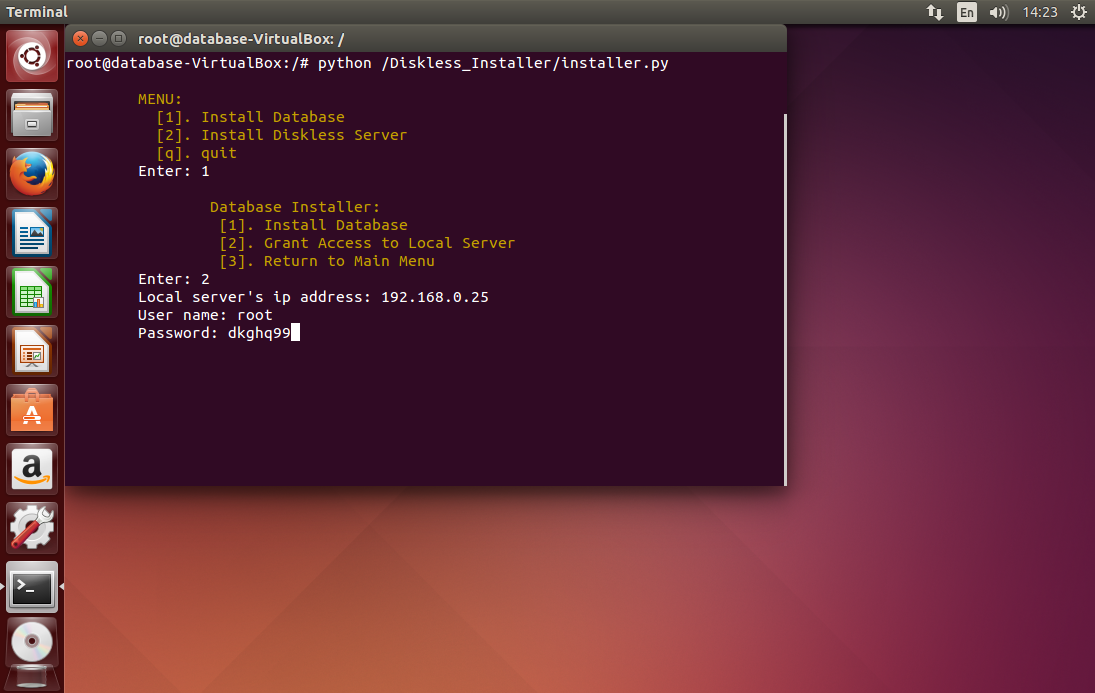 Terminal
En
14:23
root@database-VirtualBox: /
root@database-VirtualBox:/# python /Diskless_Installer/installer.py
MENU:
[1]. Install Database
[2]. Install Diskless Server
[q]. quit
Enter: 1
Database Installer:
[1]. Install Database
[2]. Grant Access to Local Server
[3]. Return to Main Menu
Enter: 2
Local server's ip address: 192.168.0.25
User name: root
Password: dkghq99
A
a
>_